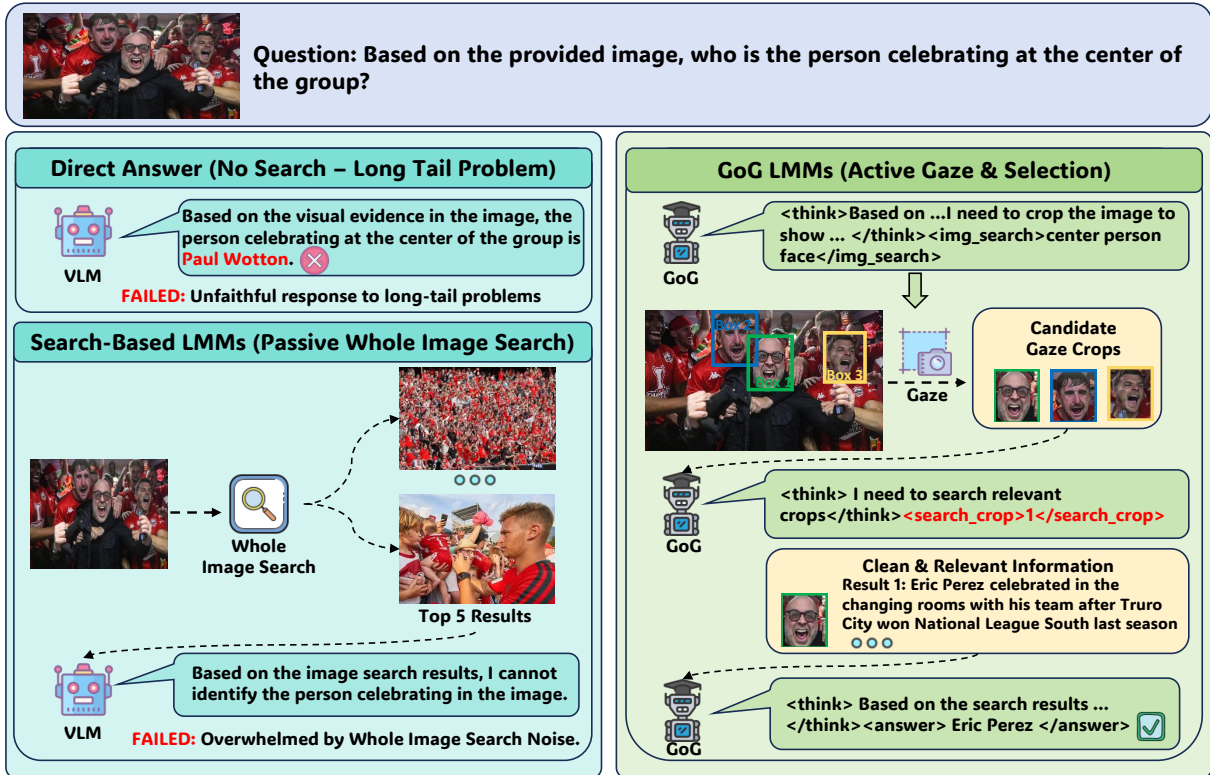 Question: Based on the provided image, who is the person celebrating at the center of
the group?
Direct Answer (No Search – Long Tail Problem)
Based on the visual evidence in the image, the
person celebrating at the center of the group is
Paul Wotton.
VLM
FAILED: Unfaithful response to long-tail problems
Search-Based LMMs (Passive Whole Image Search)
Whole
Image Search
Top 5 Results
Based on the image search results, I cannot
identify the person celebrating in the image.
VLM
FAILED: Overwhelmed by Whole Image Search Noise.
GoG LMMs (Active Gaze & Selection)
<think>Based on ...I need to crop the image to
show ... </think><img_search>center person
face</img_search>
GoG
Box 2
Box 1
Box 3
Gaze
Candidate
Gaze Crops
<think> I need to search relevant
crops</think><search_crop>1</search_crop>
GoG
Clean & Relevant Information
Result 1: Eric Perez celebrated in the
changing rooms with his team after Truro
City won National League South last season
<think> Based on the search results ...
</think><answer> Eric Perez </answer>
GoG